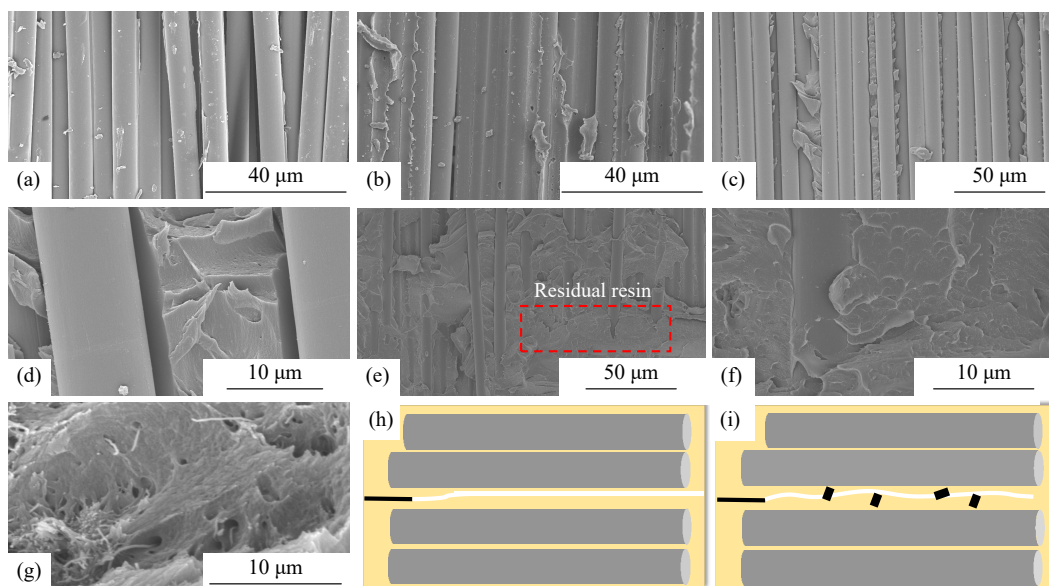 (a)
40 μm
(b)
40 μm
(c)
50 μm
(d)
10 μm
(e)
Residual resin
50 μm
(f)
10 μm
(g)
10 μm
(h)
(i)